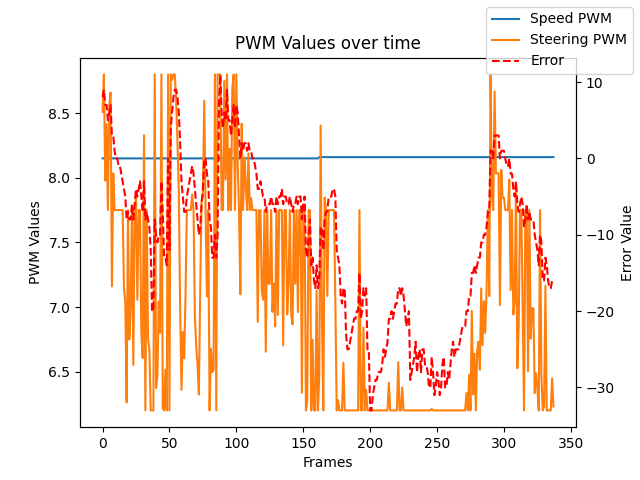 PWM Values over time
Speed PWM
Steering PWM
Error
8.5
8.0
7.5
7.0
6.5
PWM Values
10
0
−10
−20
−30
Error Value
0
50
100
150
200
250
300
350
Frames